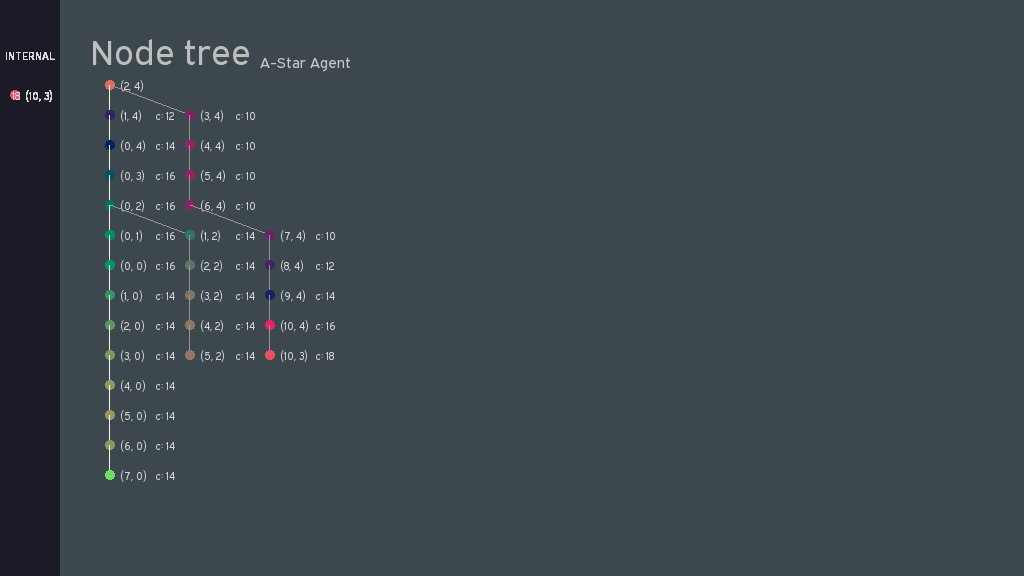 Node tree A-Star Agent
INTERNAL
(2, 4)
18 (10, 3)
(1, 4) c:12 (3, 4) c:10
(0, 4) c:14 (4, 4) c:10
(0, 3) c:16 (5, 4) c:10
(0, 2) c:16 (6, 4) c:10
(0, 1) c:16 (1, 2) c:14 (7, 4) c:10
(0, 0) c:16 (2, 2) c:14 (8, 4) c:12
(1, 0) c:14 (3, 2) c:14 (9, 4) c:14
(2, 0) c:14 (4, 2) c:14 (10, 4) c:16
(3, 0) c:14 (5, 2) c:14 (10, 3) c:18
(4, 0) c:14
(5, 0) c:14
(6, 0) c:14
(7, 0) c:14